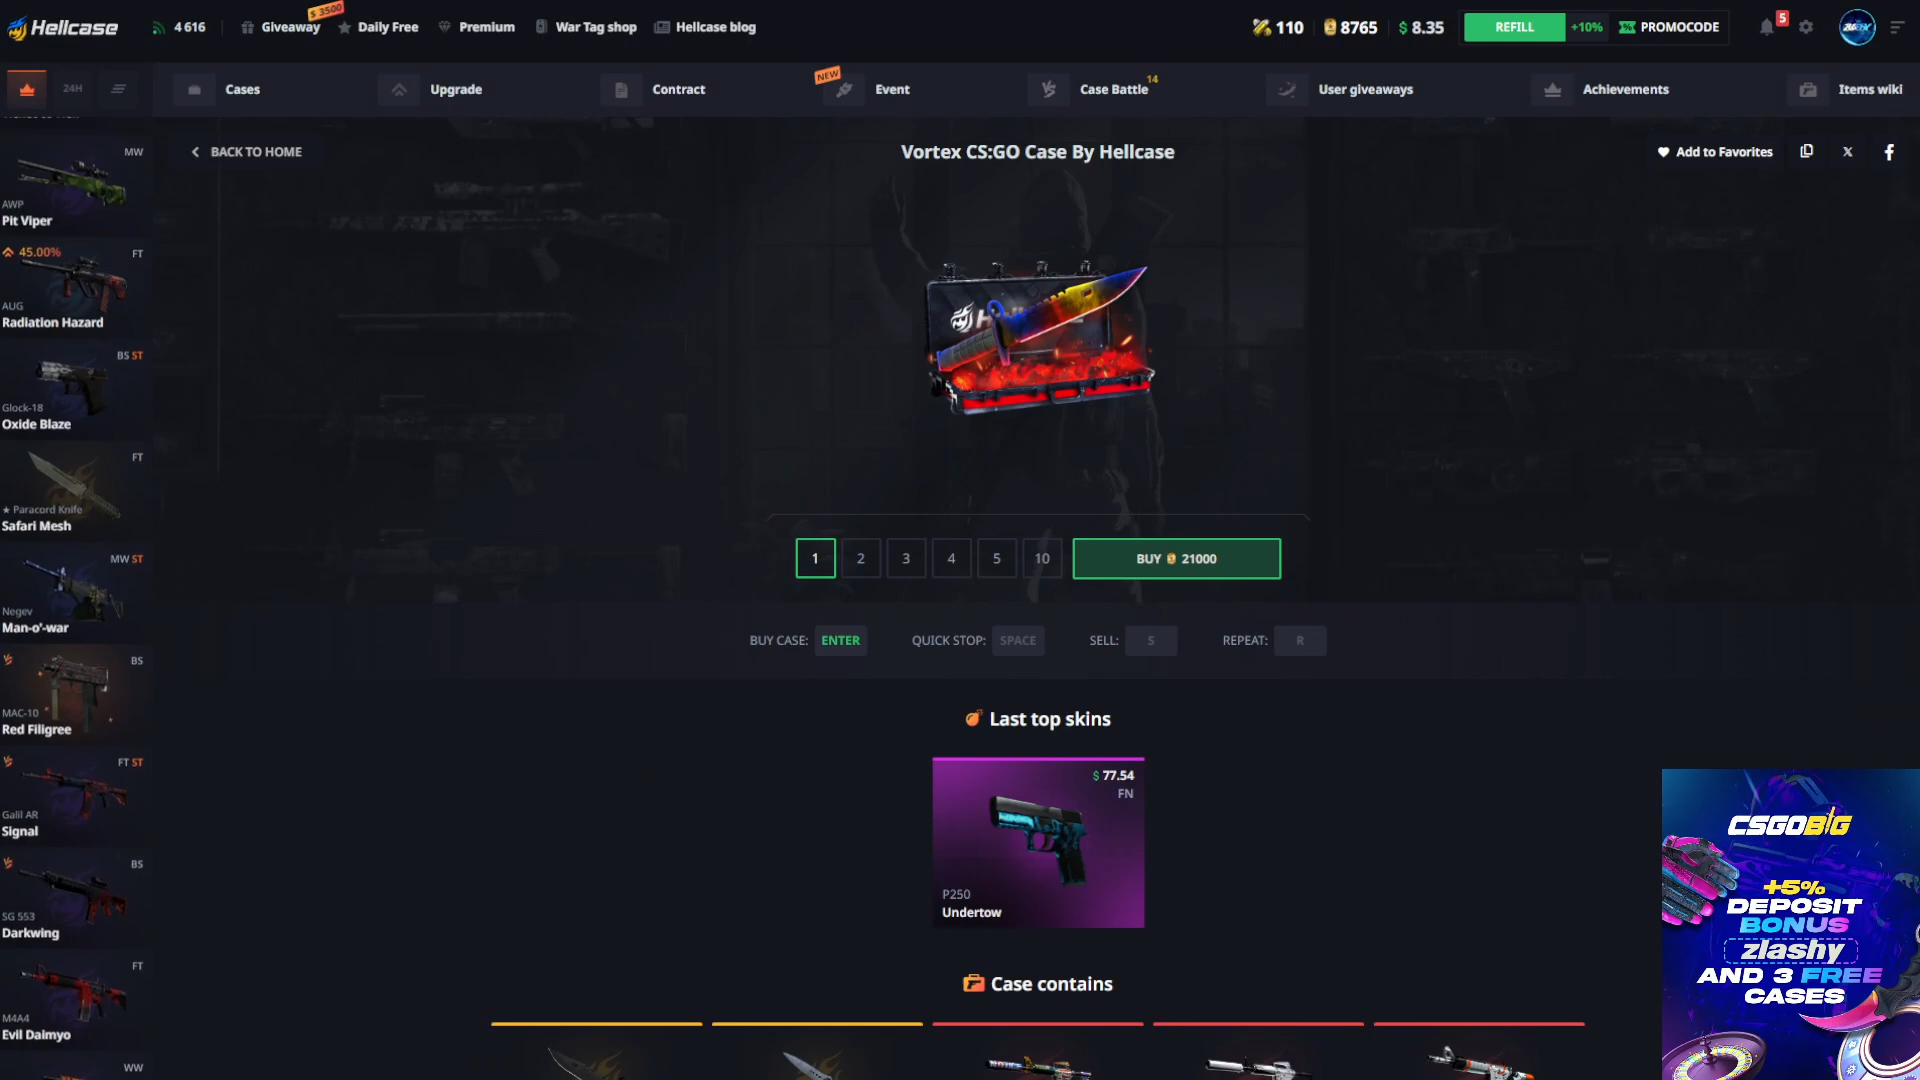 Hellcase
4 616
Giveaway
$ 3500
Daily Free
Premium
War Tag shop
Hellcase blog
110
8765
$ 8.35
REFILL
+10%
PROMOCODE
5
24H
Cases
Upgrade
Contract
NEW
Event
Case Battle
14
User giveaways
Achievements
Items wiki
BACK TO HOME
Vortex CS:GO Case By Hellcase
Add to Favorites
MW
AWP
Pit Viper
45.00%
FT
AUG
Radiation Hazard
BS ST
Glock-18
Oxide Blaze
FT
★ Paracord Knife
Safari Mesh
MW ST
Negev
Man-o'-war
BS
MAC-10
Red Filigree
FT ST
Galil AR
Signal
BS
SG 553
Darkwing
FT
M4A4
Evil Daimyo
WW
1
2
3
4
5
10
BUY 21000
BUY CASE: ENTER
QUICK STOP: SPACE
SELL: S
REPEAT: R
Last top skins
$ 77.54
FN
P250
Undertow
Case contains
CSGOBIG
+5%
DEPOSIT
BONUS
zlashy
AND 3 FREE
CASES